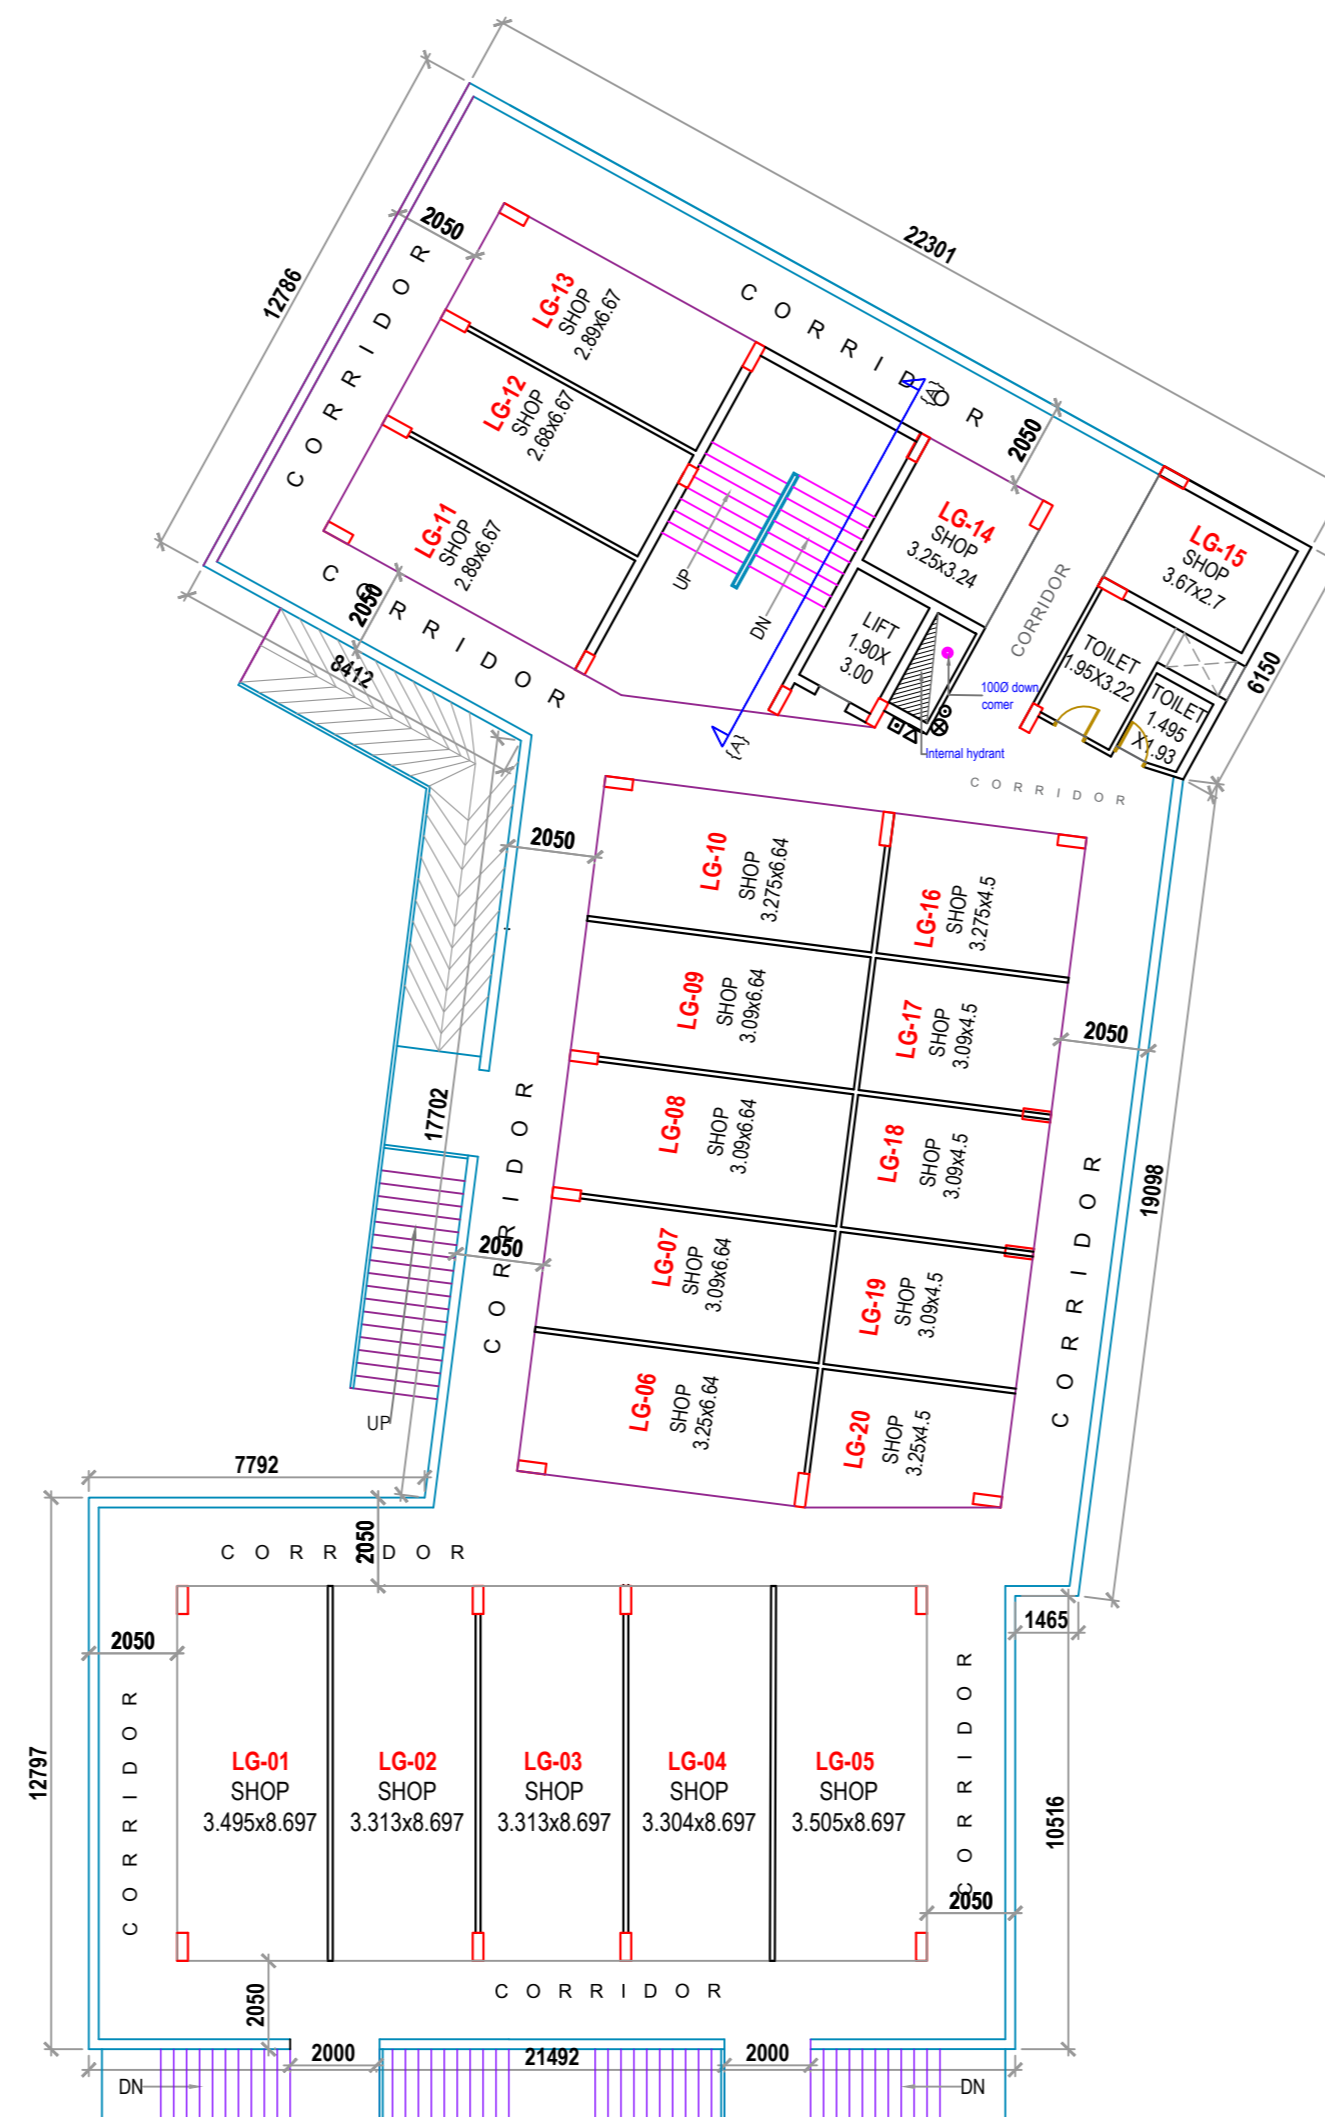 22301
12786
2050
CORRIDOR
CORRIDOR
LG-13
SHOP
2.89x6.67
LG-12
SHOP
2.68x6.67
LG-11
SHOP
2.89x6.67
{A}
2050
LG-14
SHOP
3.25x3.24
LG-15
SHOP
3.67x2.7
UP
DN
LIFT
1.90X
3.00
CORRIDOR
TOILET
1.95X3.22
TOILET
1.495
X1.93
6150
100Ø down
comer
Internal hydrant
{A}
CORRIDOR
2050
8412
CORRIDOR
2050
LG-10
SHOP
3.275x6.64
LG-16
SHOP
3.275x4.5
LG-09
SHOP
3.09x6.64
LG-17
SHOP
3.09x4.5
2050
LG-08
SHOP
3.09x6.64
LG-18
SHOP
3.09x4.5
17702
CORRIDOR
CORRIDOR
19098
2050
LG-07
SHOP
3.09x6.64
LG-19
SHOP
3.09x4.5
LG-06
SHOP
3.25x6.64
LG-20
SHOP
3.25x4.5
UP
7792
2050
CORRIDOR
1465
2050
CORRIDOR
CORRIDOR
12797
10516
LG-01
SHOP
3.495x8.697
LG-02
SHOP
3.313x8.697
LG-03
SHOP
3.313x8.697
LG-04
SHOP
3.304x8.697
LG-05
SHOP
3.505x8.697
2050
2050
CORRIDOR
2000
21492
2000
DN
DN